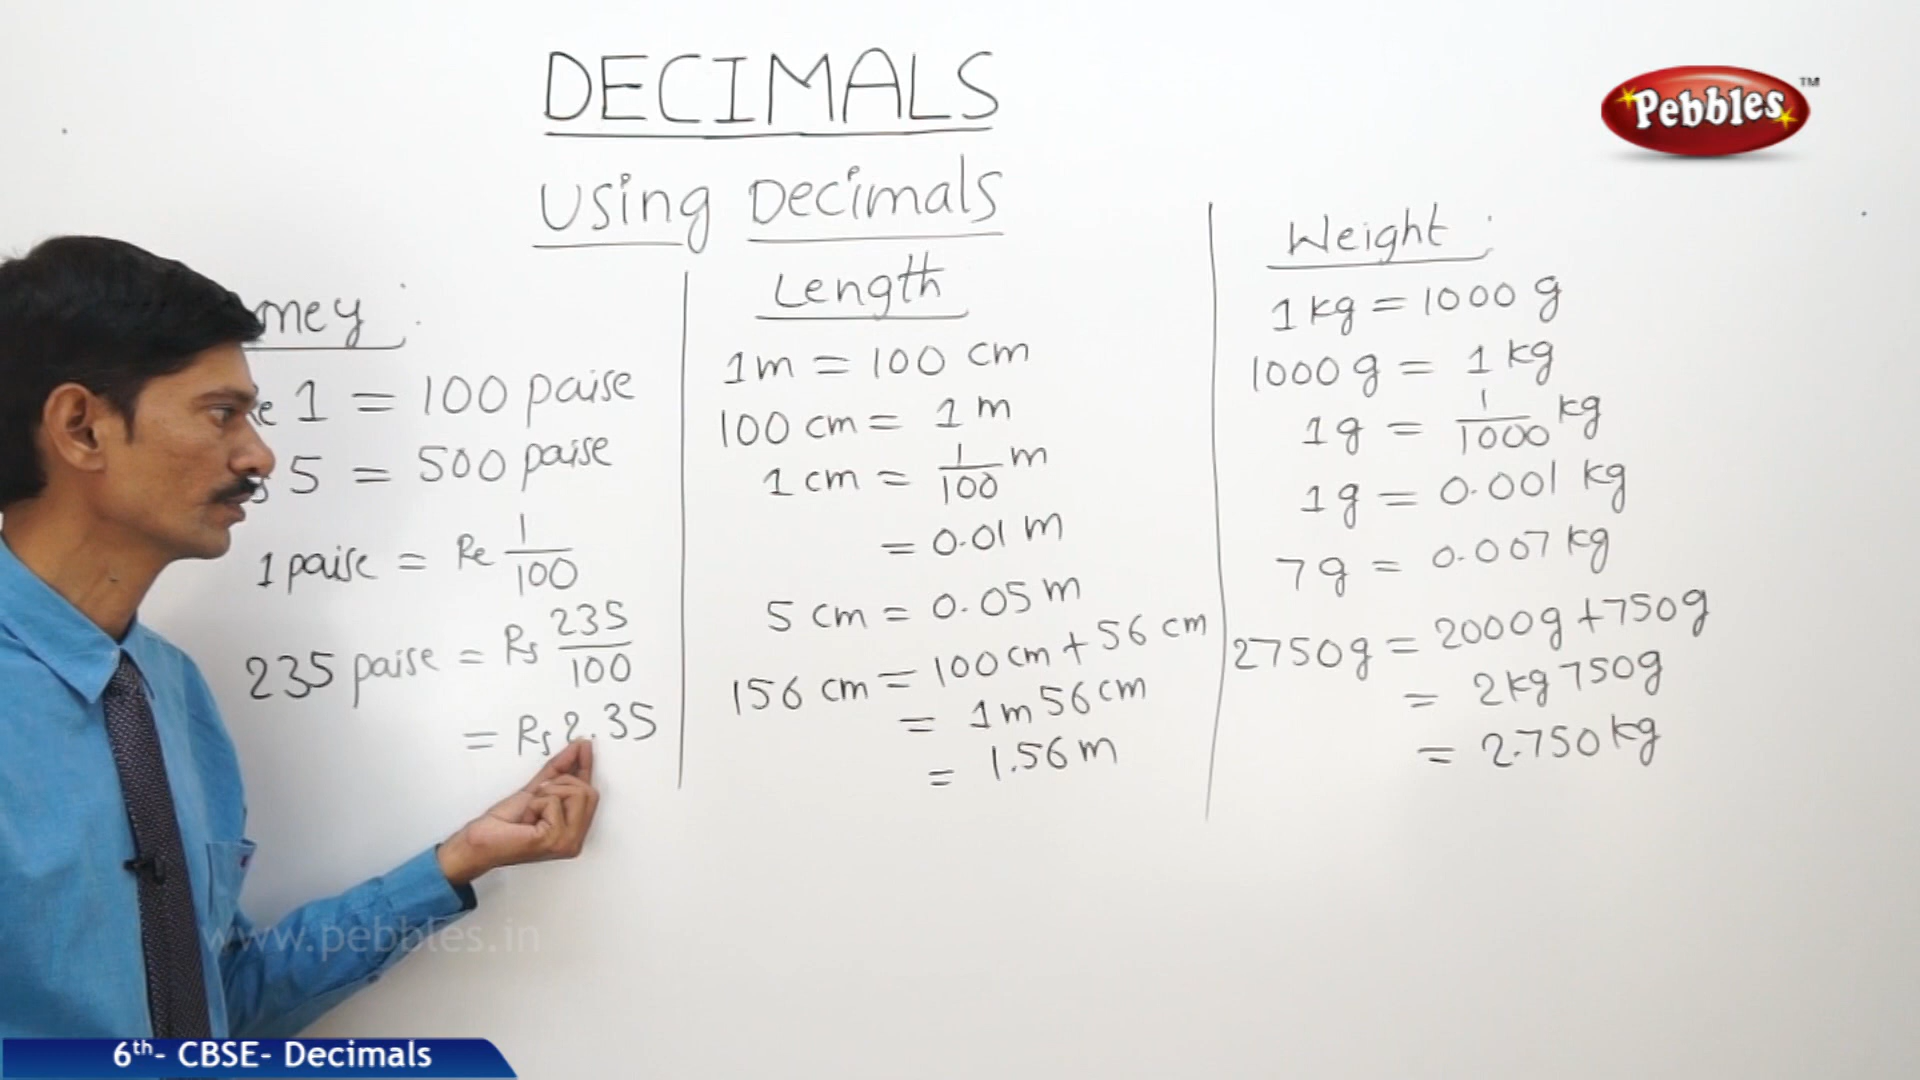 DECIMALS
Using Decimals
Pebbles TM
mey :
1 = 100 paise
5 = 500 paise
1 paise = Re 1/100
235 paise = Rs 235/100
= Rs 2.35
Length
1m = 100 cm
100 cm = 1 m
1 cm = 1/100 m
= 0.01 m
5 cm = 0.05 m
156 cm = 100 cm + 56 cm
= 1m 56 cm
= 1.56 m
Weight :
1 kg = 1000 g
1000 g = 1 kg
1g = 1/1000 kg
1g = 0.001 kg
7g = 0.007 kg
2750g = 2000g + 750g
= 2kg 750g
= 2.750 kg
www.pebbles.in
6th- CBSE- Decimals